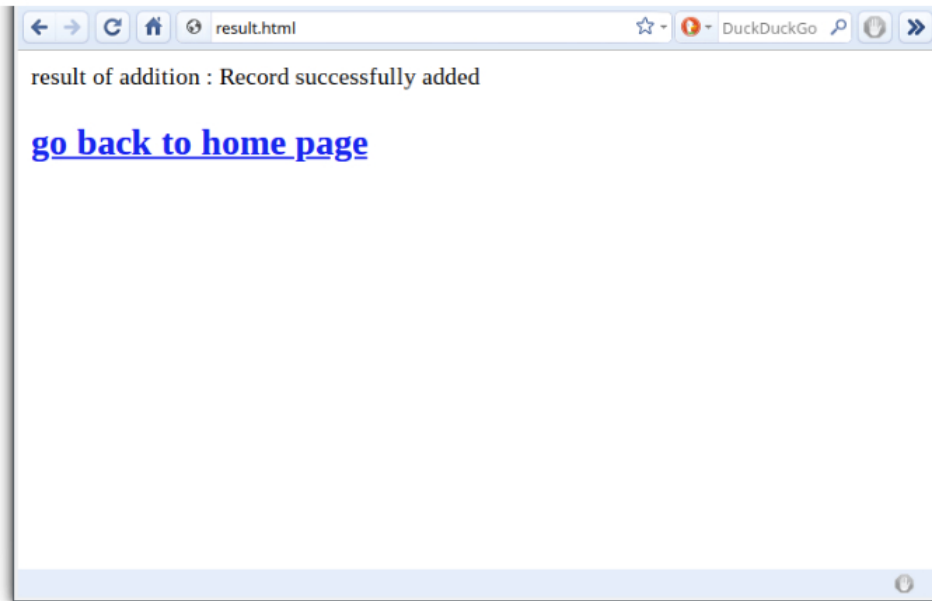 result.html DuckDuckGo
result of addition : Record successfully added
go back to home page